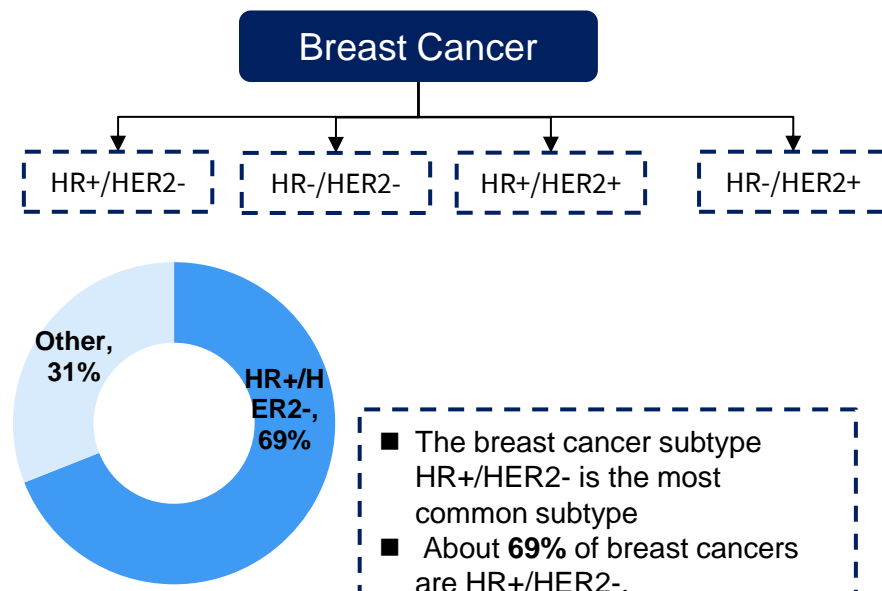 Breast Cancer
HR+/HER2-
HR-/HER2-
HR+/HER2+
HR-/HER2+
Other,
31%
HR+/H
ER2-,
69%
■ The breast cancer subtype
HR+/HER2- is the most
common subtype
■ About 69% of breast cancers
are HR+/HER2-.